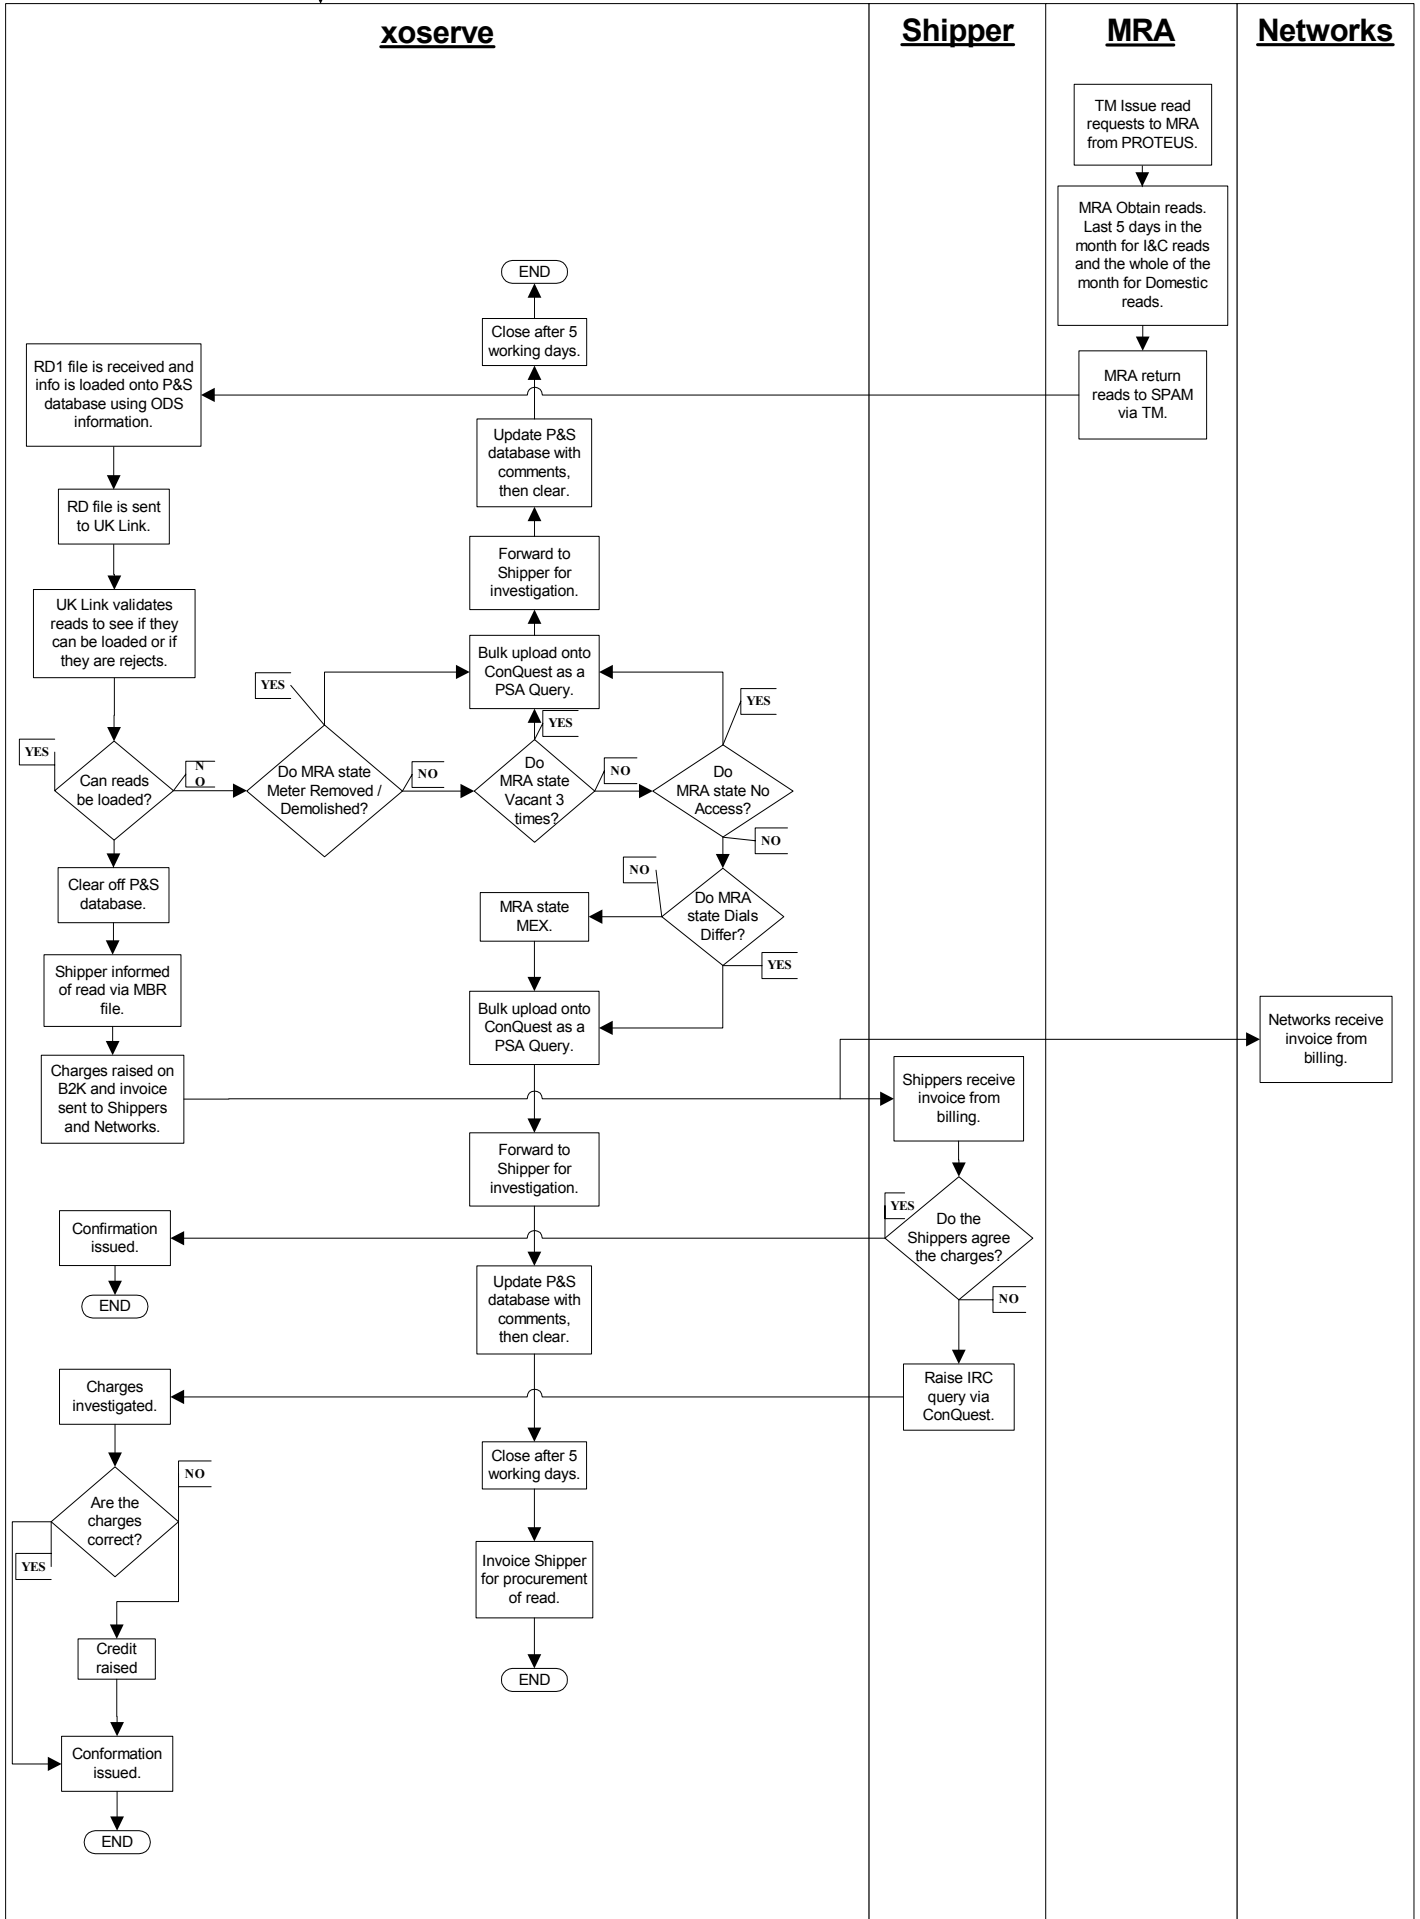 xoserve
Shipper
MRA
Networks
TM Issue read
requests to MRA
from PROTEUS.
MRA Obtain reads.
Last 5 days in the
month for I&C reads
and the whole of the
month for Domestic
reads.
END
Close after 5
working days.
RD1 file is received and
info is loaded onto P&S
database using ODS
information.
MRA return
reads to SPAM
via TM.
Update P&S
database with
comments,
then clear.
RD file is sent
to UK Link.
Forward to
Shipper for
investigation.
UK Link validates
reads to see if they
can be loaded or if
they are rejects.
Bulk upload onto
ConQuest as a
PSA Query.
YES
YES
YES
YES
Can reads
be loaded?
N
O
Do MRA state
Meter Removed /
Demolished?
NO
Do
MRA state
Vacant 3
times?
NO
Do
MRA state No
Access?
NO
Clear off P&S
database.
NO
Do MRA
state Dials
Differ?
MRA state
MEX.
YES
Shipper informed
of read via MBR
file.
Bulk upload onto
ConQuest as a
PSA Query.
Networks receive
invoice from
billing.
Charges raised on
B2K and invoice
sent to Shippers
and Networks.
Shippers receive
invoice from
billing.
Forward to
Shipper for
investigation.
YES
Do the
Shippers agree
the charges?
Confirmation
issued.
END
NO
Update P&S
database with
comments,
then clear.
Charges
investigated.
Raise IRC
query via
ConQuest.
Close after 5
working days.
NO
Are the
charges
correct?
YES
Invoice Shipper
for procurement
of read.
Credit
raised
END
Conformation
issued.
END